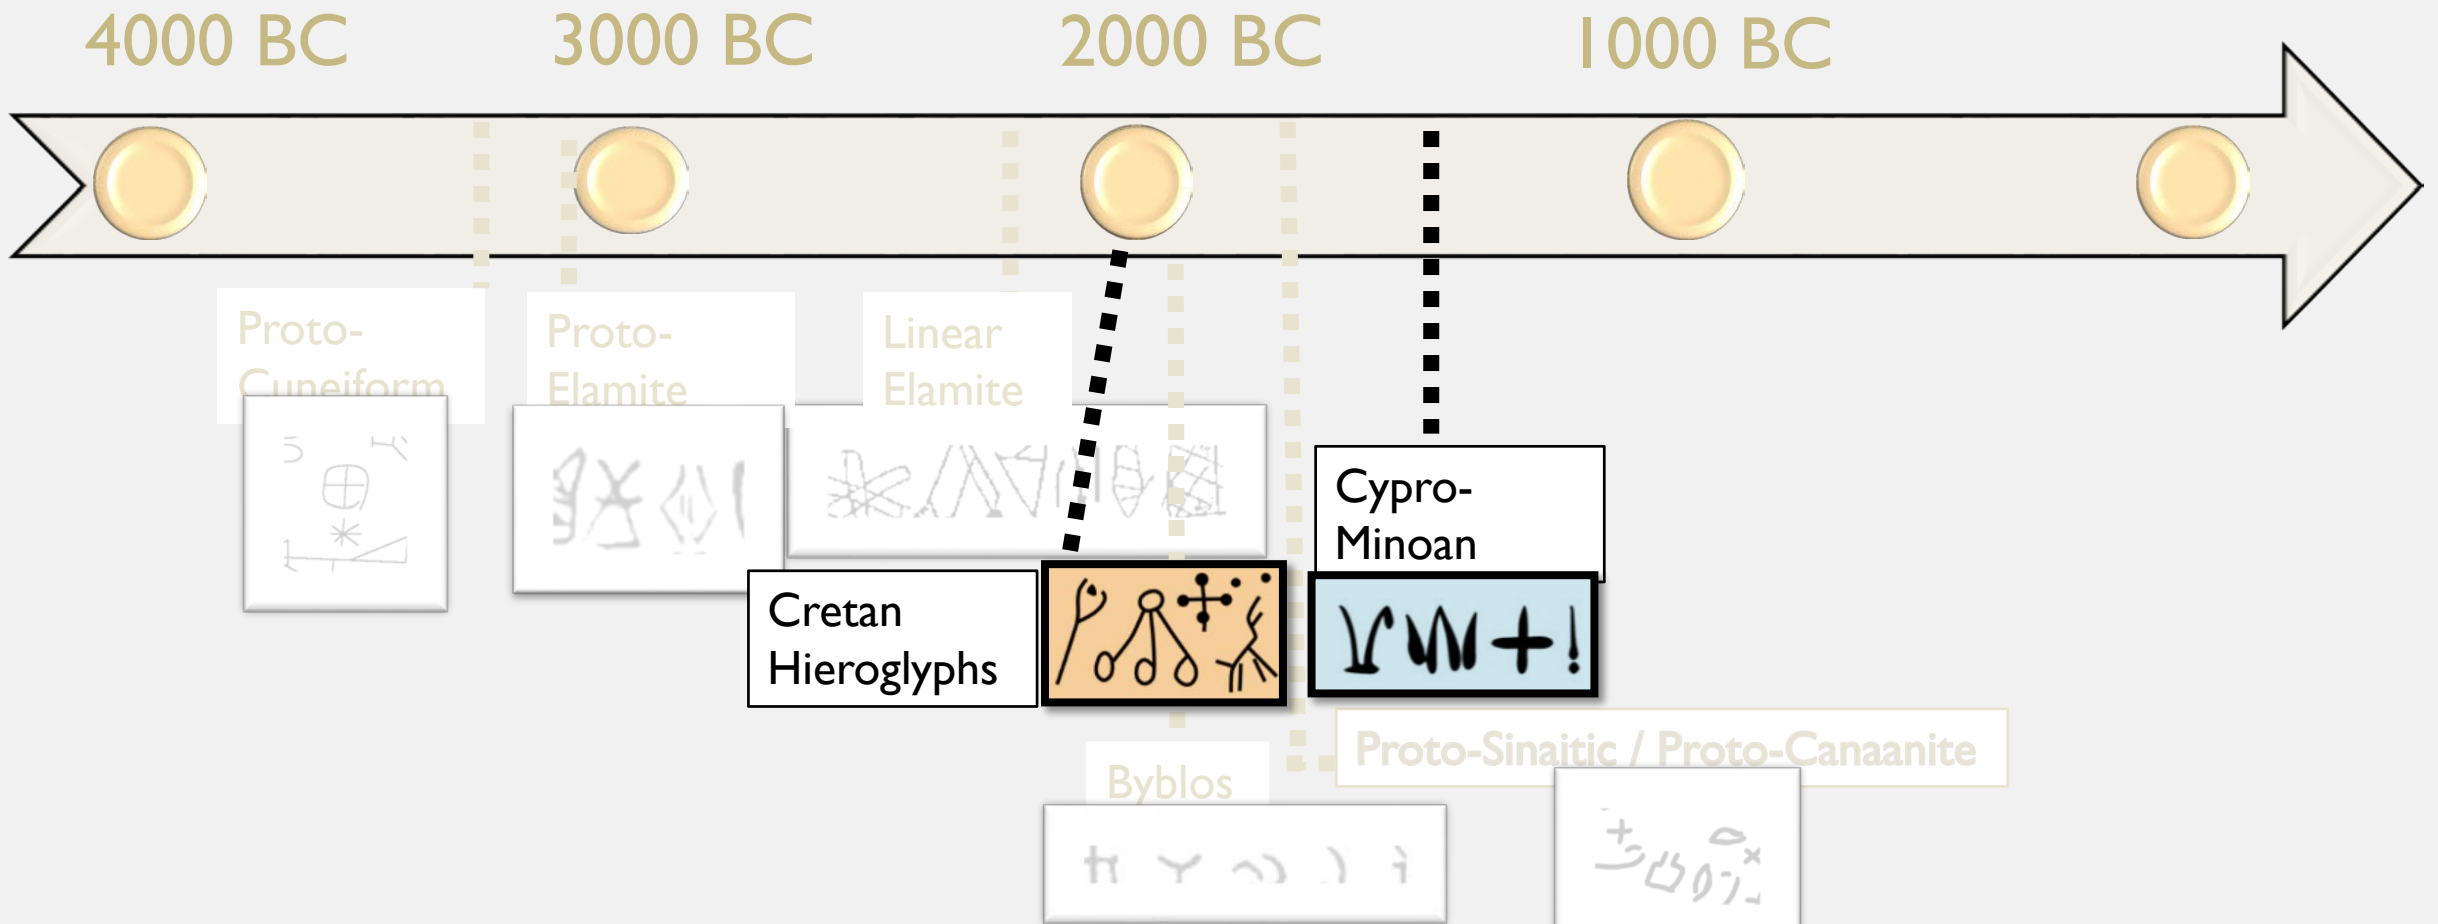 4000 BC
3000 BC
2000 BC
1000 BC
Proto-
Cuneiform
Proto-
Elamite
Linear
Elamite
Cypro-
Minoan
Cretan
Hieroglyphs
Proto-Sinaitic / Proto-Canaanite
Byblos